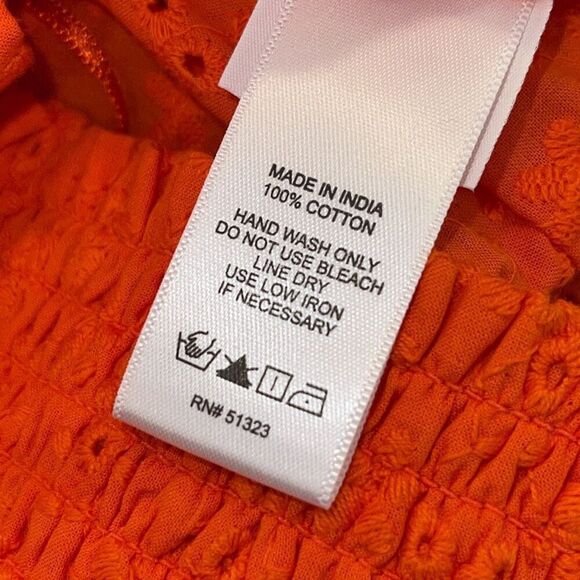 MADE IN INDIA
100% COTTON
HAND WASH ONLY
DO NOT USE BLEACH
LINE DRY
USE LOW IRON
IF NECESSARY
RN# 51323